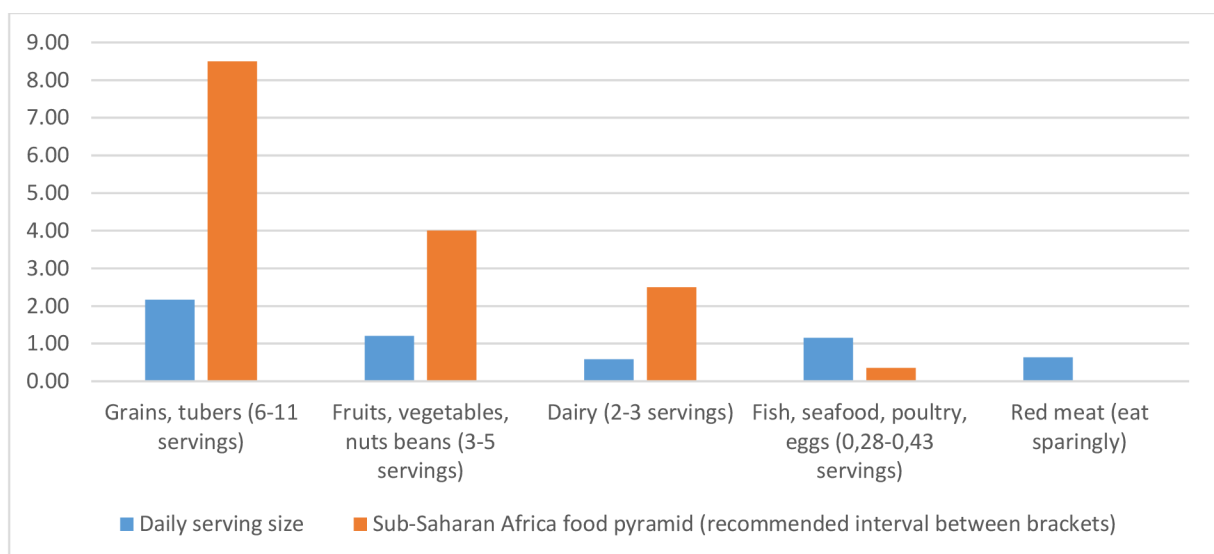 9.00
8.00
7.00
6.00
5.00
4.00
3.00
2.00
1.00
0.00
Grains, tubers (6-11
servings)
Fruits, vegetables,
nuts beans (3-5
servings)
Dairy (2-3 servings)
Fish, seafood, poultry,
eggs (0,28-0,43
servings)
Red meat (eat
sparingly)
Daily serving size
Sub-Saharan Africa food pyramid (recommended interval between brackets)